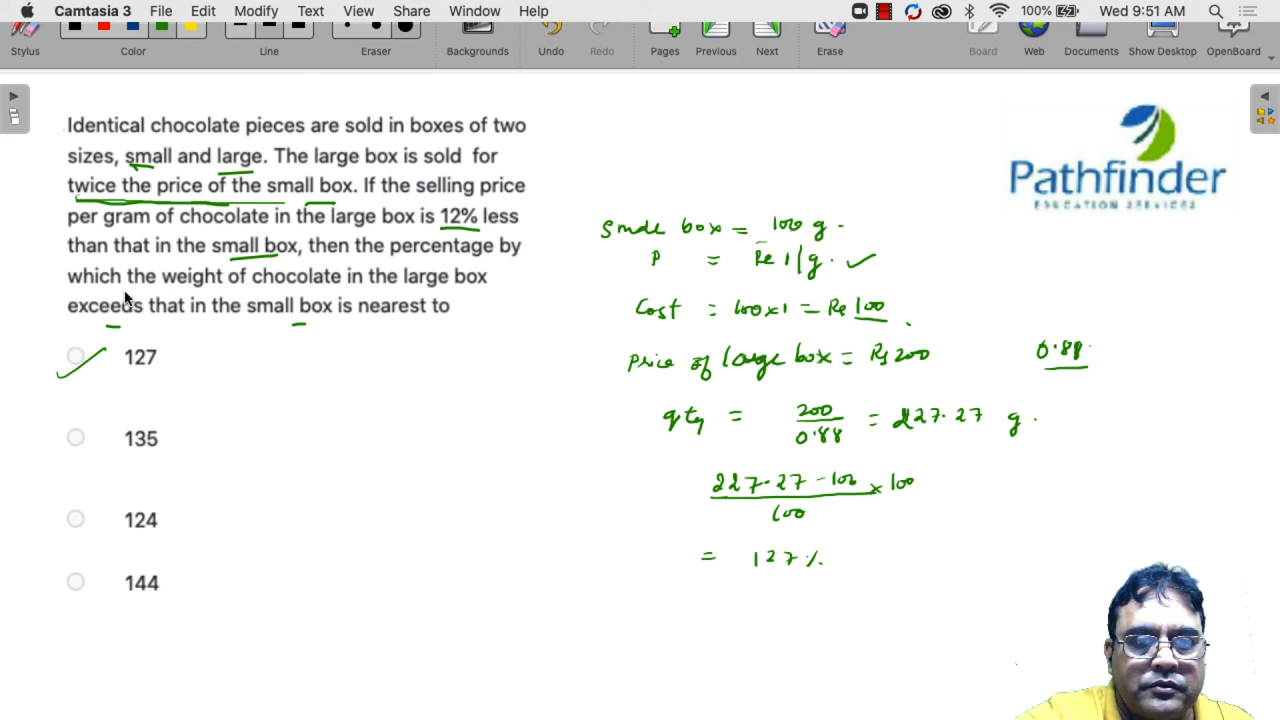 Camtasia 3 File Edit Modify Text View Share Window Help 100% Wed 9:51 AM
Stylus Color Line Eraser Backgrounds Undo Redo Pages Previous Next Erase Board Web Documents Show Desktop OpenBoard
Identical chocolate pieces are sold in boxes of two
sizes, small and large. The large box is sold for
twice the price of the small box. If the selling price
per gram of chocolate in the large box is 12% less
than that in the small box, then the percentage by
which the weight of chocolate in the large box
exceeds that in the small box is nearest to
127
135
124
144
Pathfinder
EDUCATION SERVICES
Smale box = 100 g.
P = Re 1/g.
Cost = 100x1 = Rs 100
Price of large box = Rs 200
0.88
qty = 200/0.88 = 227.27 g.
227.27 - 100 x 100
100
= 127%